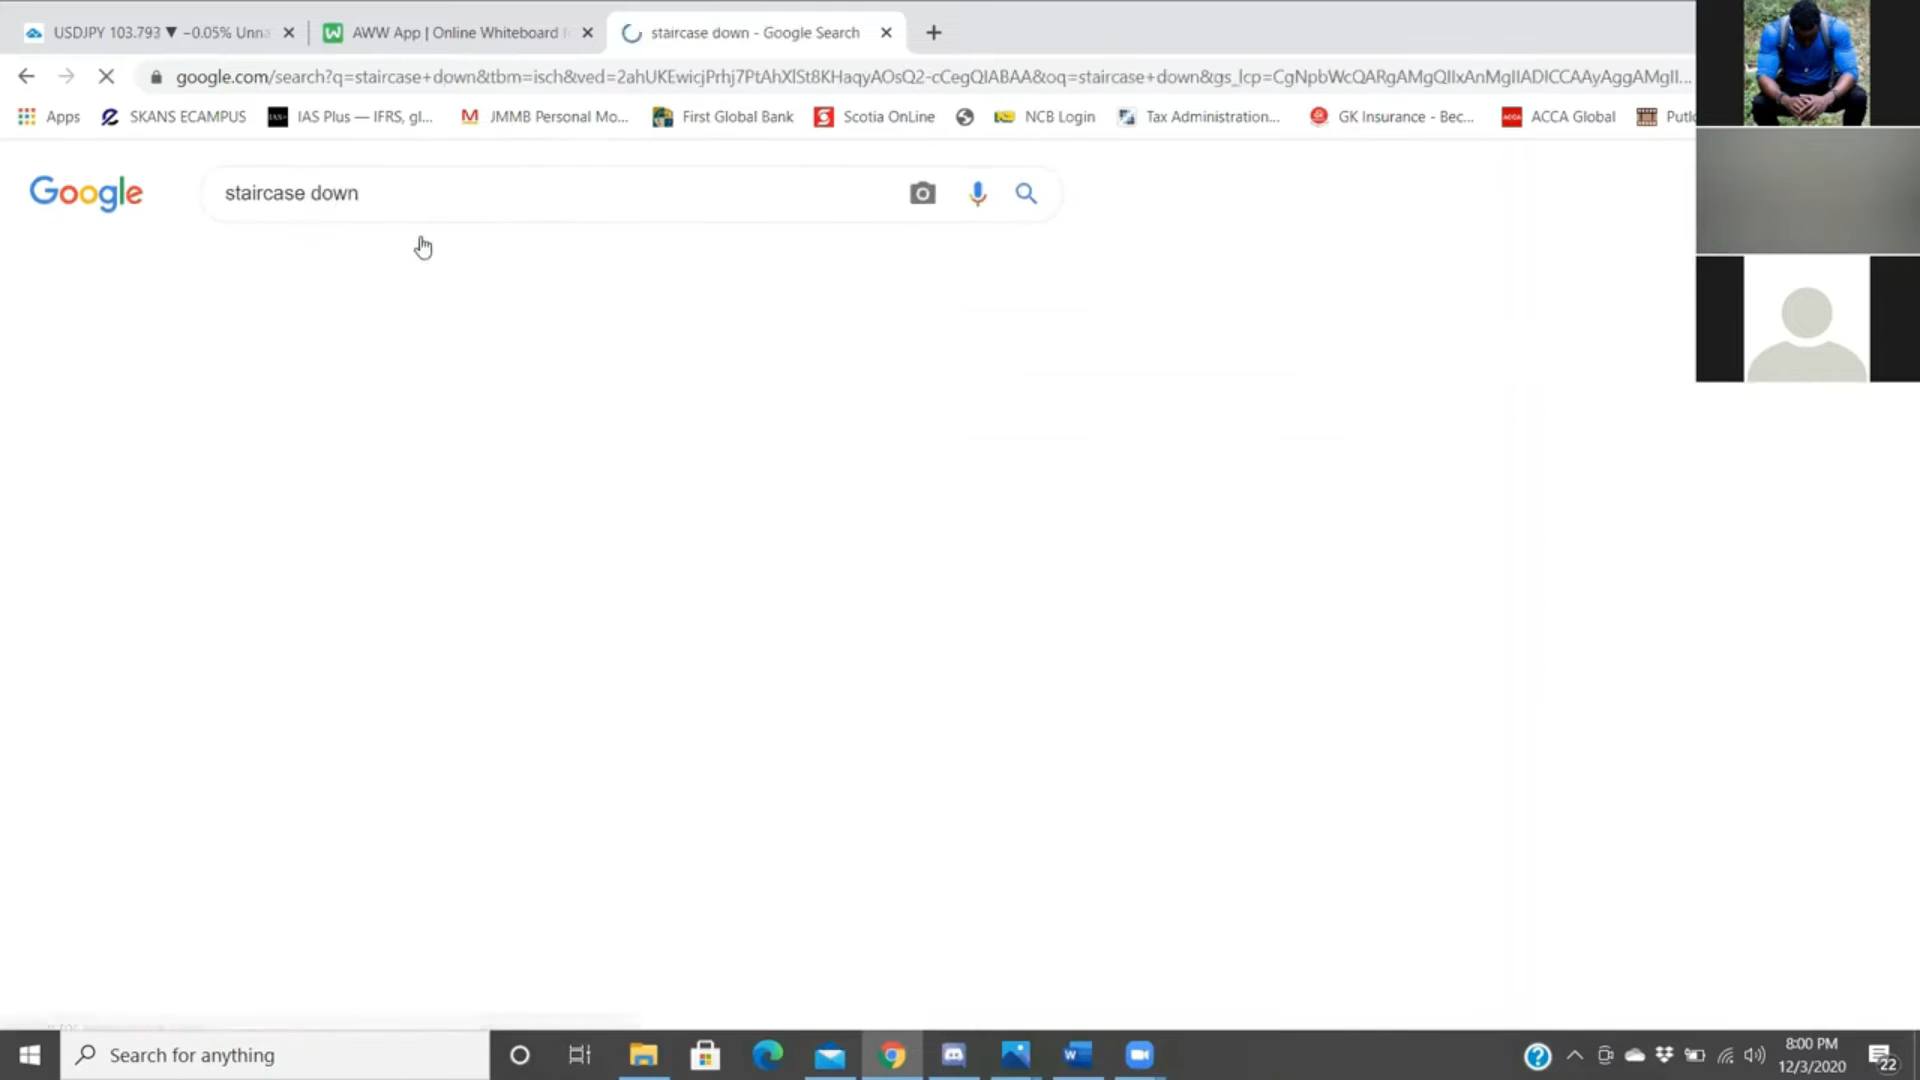 USDJPY 103.793 ▼ −0.05% Unna
AWW App | Online Whiteboard f
staircase down - Google Search
google.com/search?q=staircase+down&tbm=isch&ved=2ahUKEwicjPrhj7PtAhXlSt8KHaqyAOsQ2-cCegQIABAA&oq=staircase+down&gs_lcp=CgNpbWcQARgAMgQIIxAnMgIIADICCAAyAggAMgII...
Apps SKANS ECAMPUS IAS Plus — IFRS, gl... JMMB Personal Mo... First Global Bank Scotia OnLine NCB Login Tax Administration... GK Insurance - Bec... ACCA Global Putlo
Google
staircase down
Search for anything
8:00 PM
12/3/2020
22